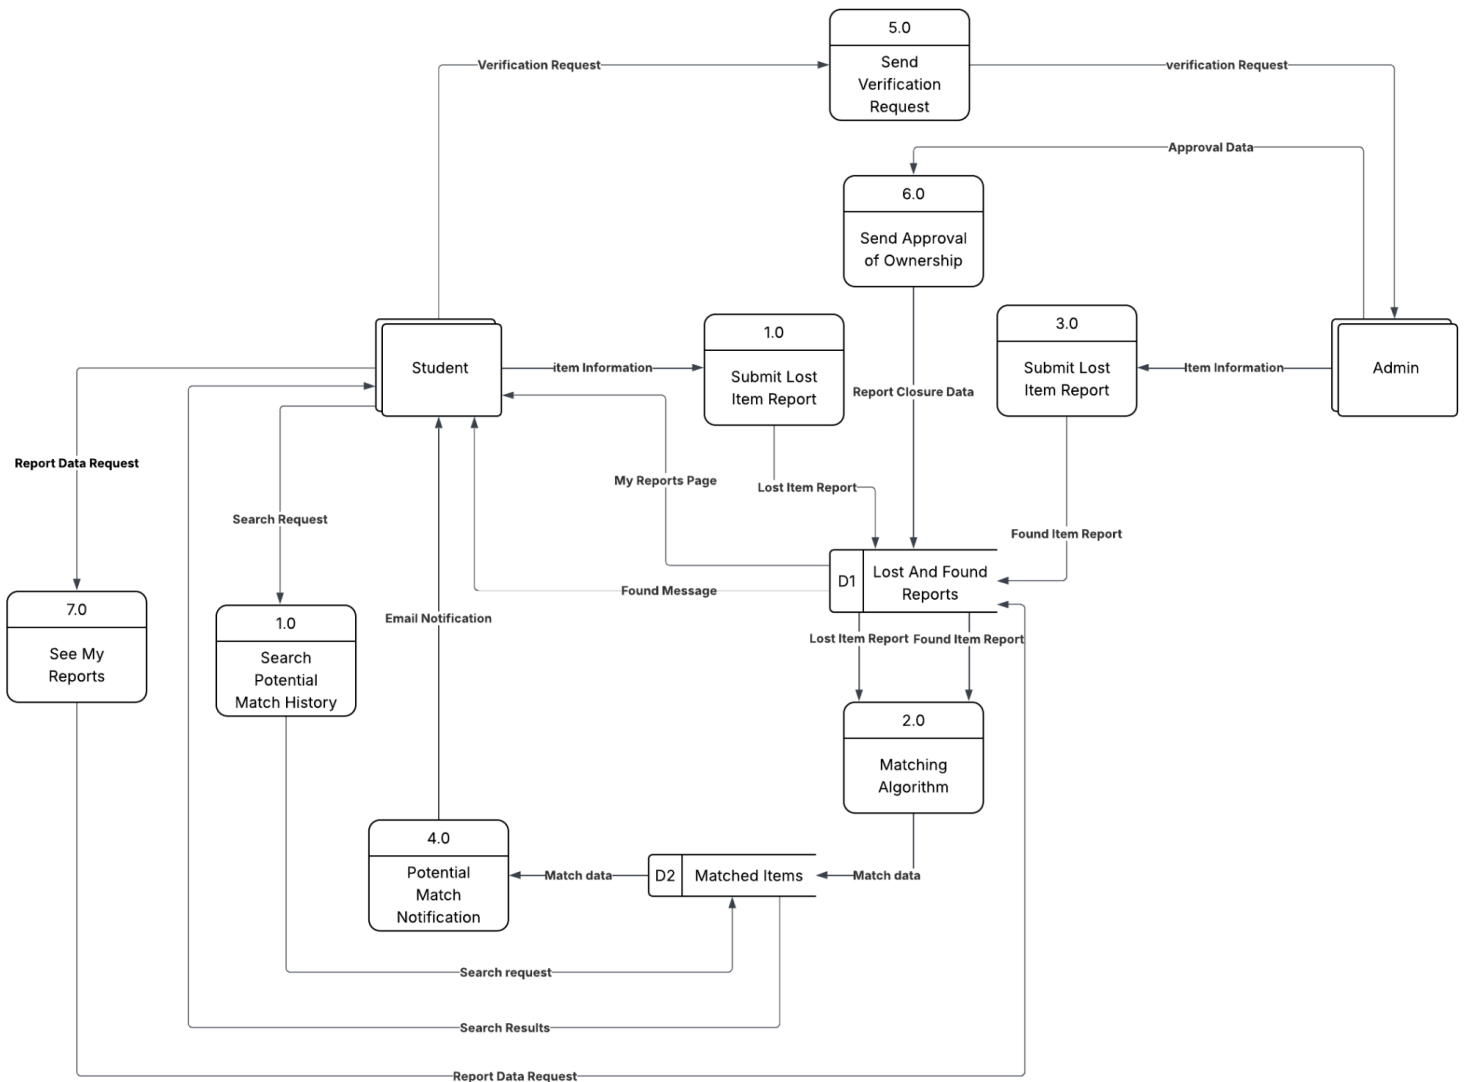 5.0
Send
Verification
Request
Verification Request
verification Request
Approval Data
6.0
Send Approval
of Ownership
Student
item Information
1.0
Submit Lost
Item Report
Report Closure Data
3.0
Submit Lost
Item Report
Item Information
Admin
Report Data Request
Search Request
My Reports Page
Lost Item Report
Found Item Report
D1
Lost And Found
Reports
Found Message
Email Notification
7.0
See My
Reports
1.0
Search
Potential
Match History
Lost Item Report
Found Item Report
2.0
Matching
Algorithm
4.0
Potential
Match
Notification
Match data
D2
Matched Items
Match data
Search request
Search Results
Report Data Request